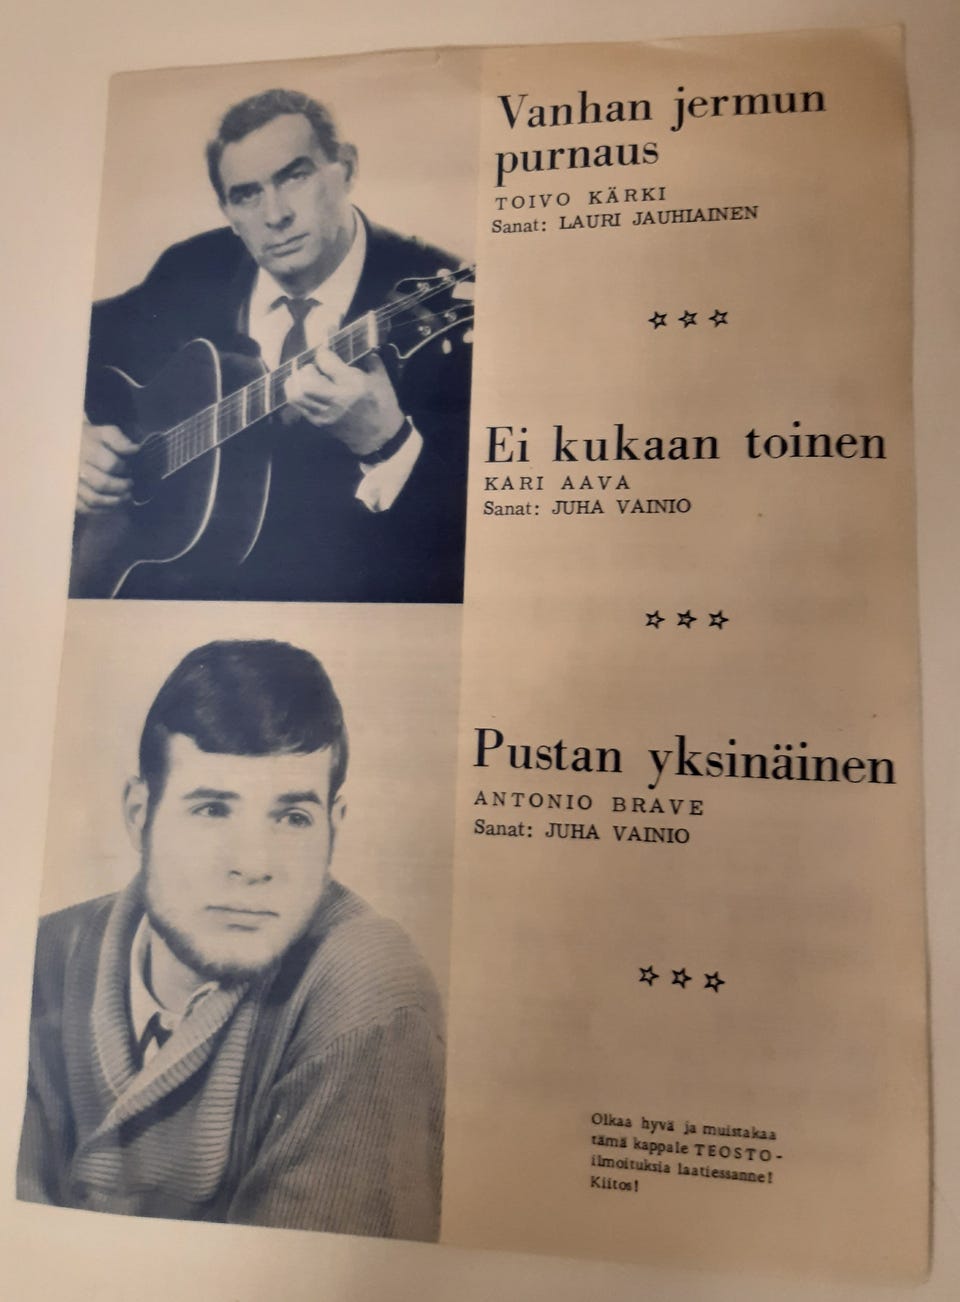 Vanhan jermun
purnaus
TOIVO KÄRKI
Sanat: LAURI JAUHIAINEN
Ei kukaan toinen
KARI AAVA
Sanat: JUHA VAINIO
Pustan yksinäinen
ANTONIO BRAVE
Sanat: JUHA VAINIO
Olkaa hyvä ja muistakaa
tämä kappale TEOSTO-
ilmoituksia laatiessanne!
Kiitos!